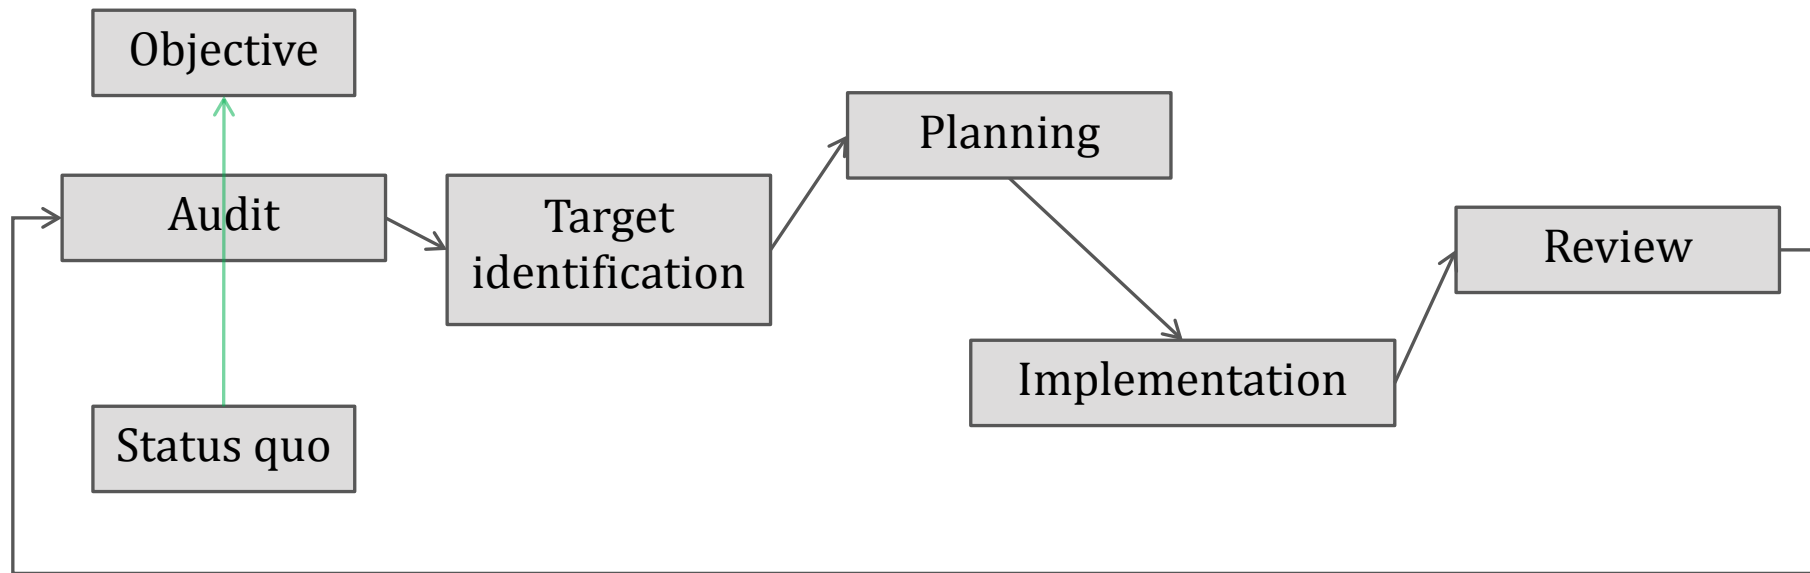 Objective
Audit
Status quo
Target
identification
Planning
Implementation
Review